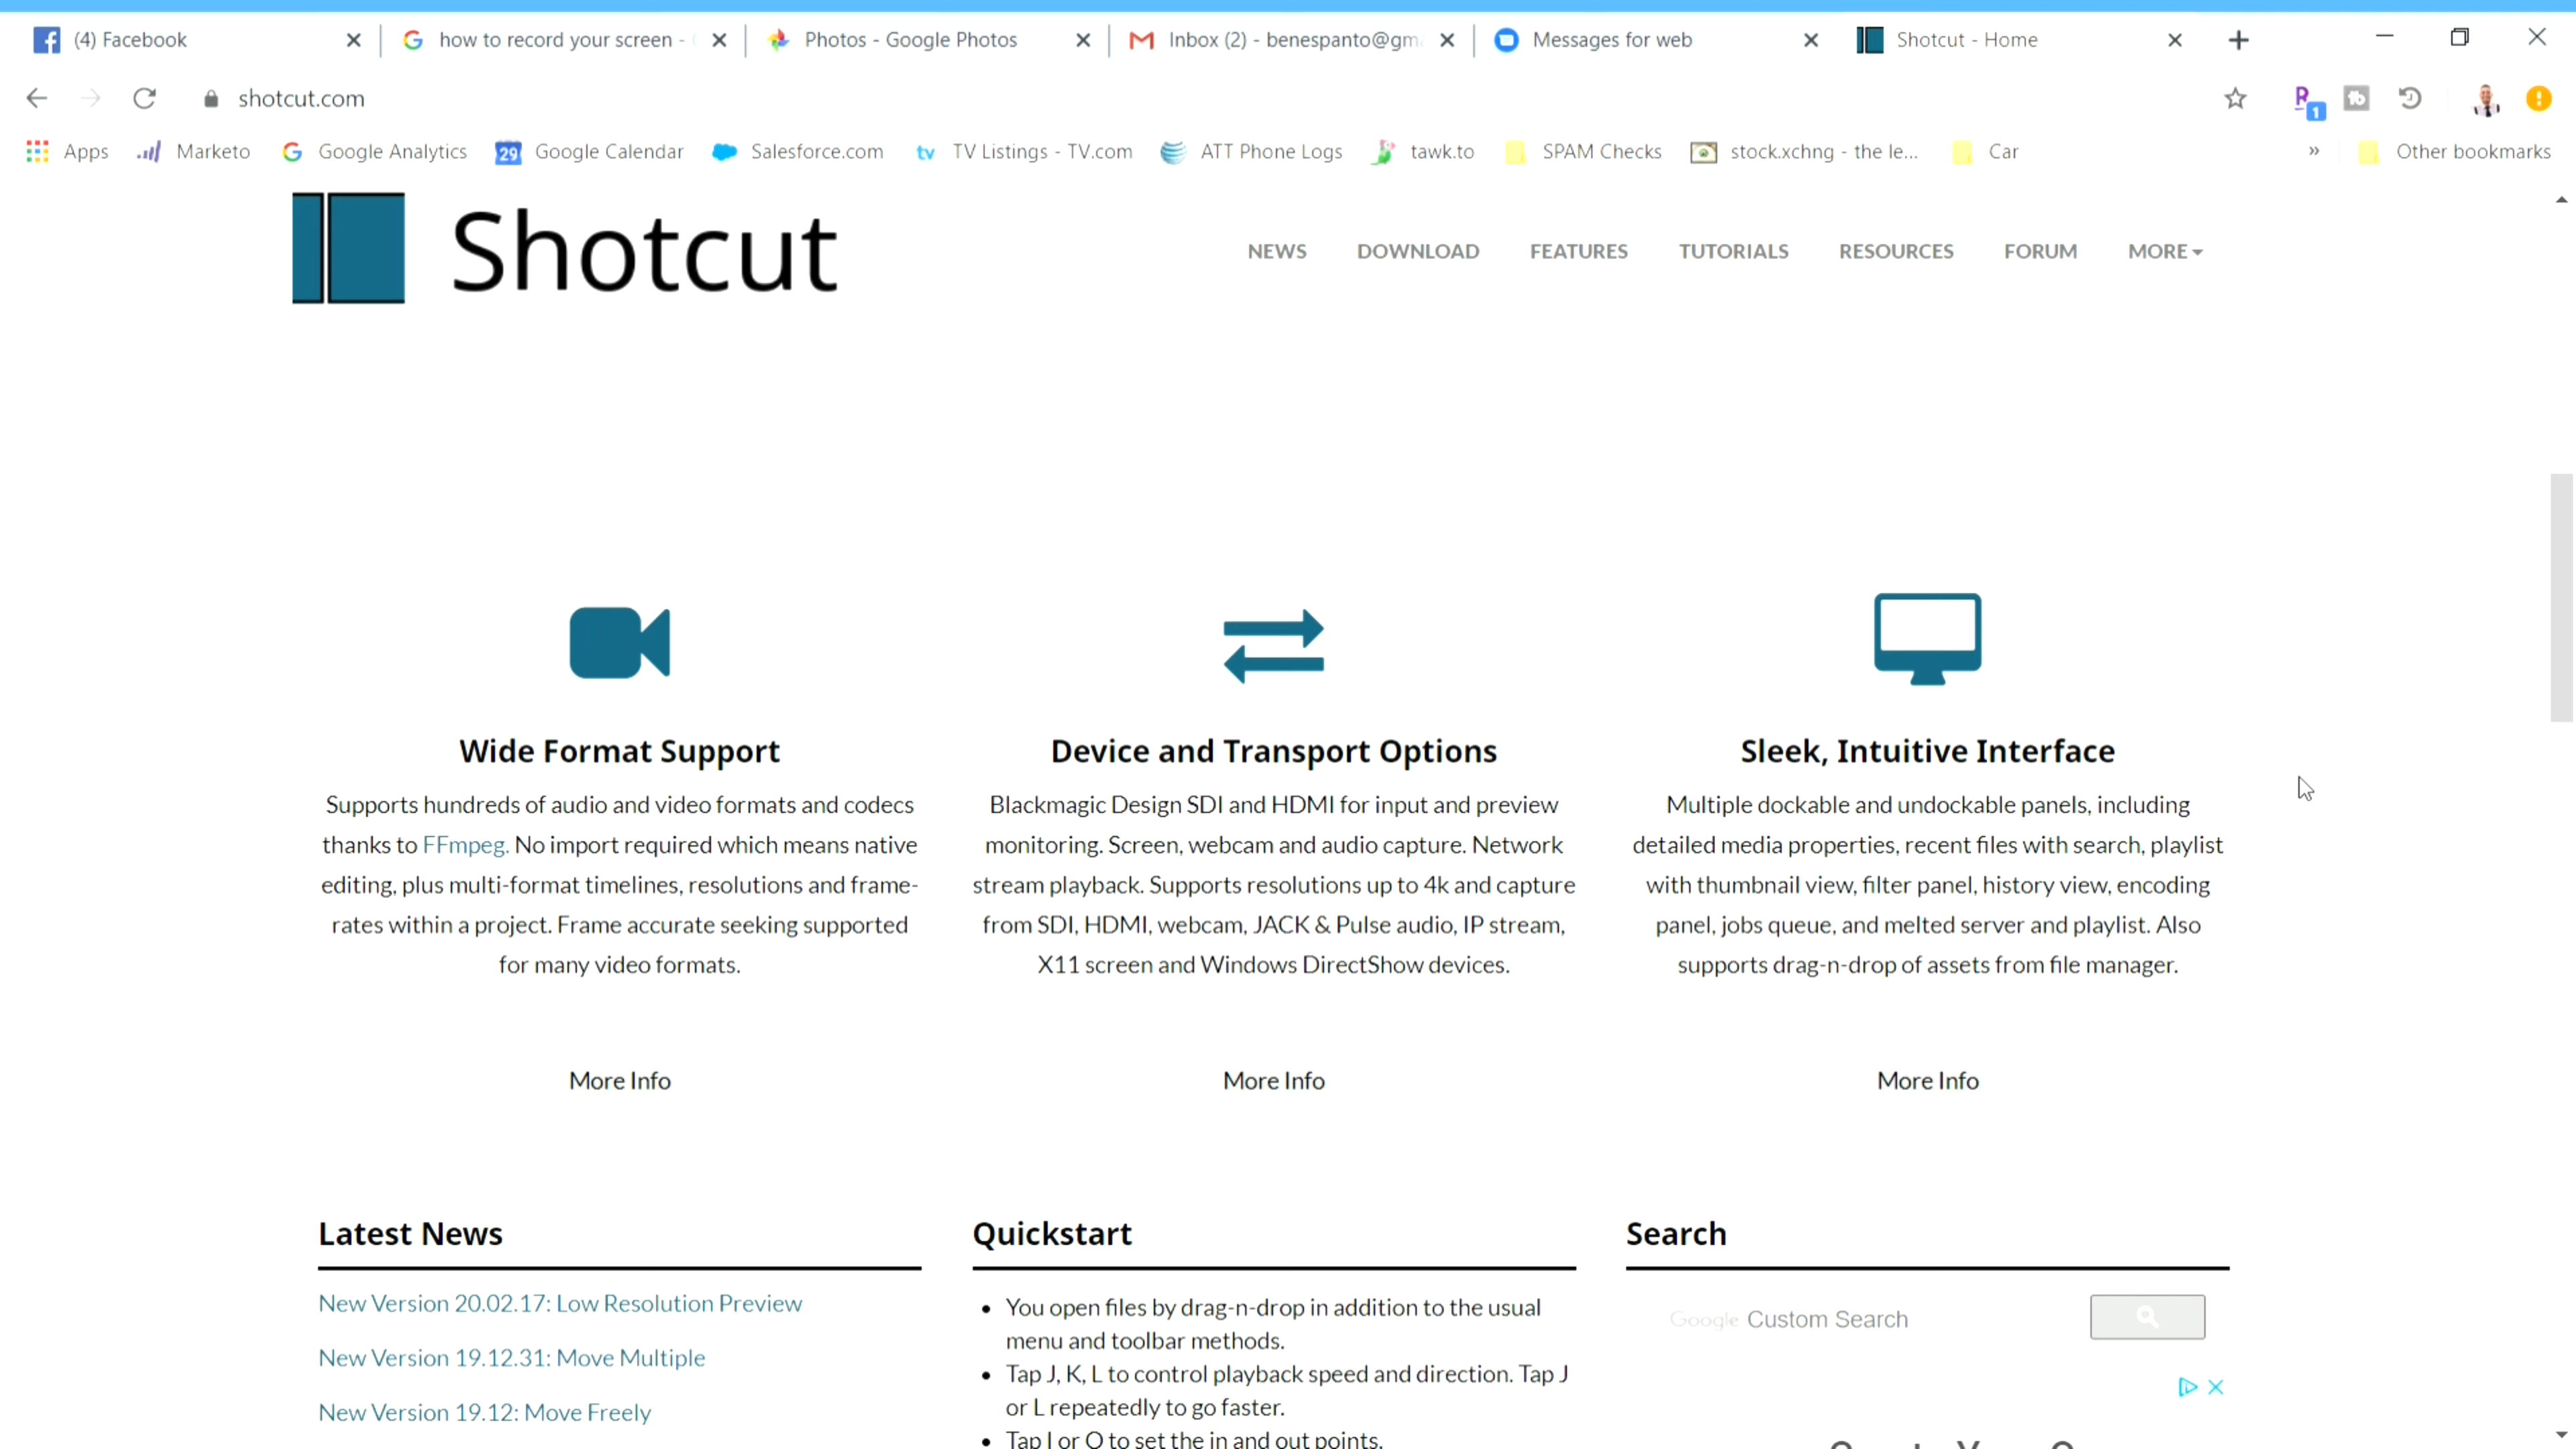 (4) Facebook
how to record your screen -
Photos - Google Photos
Inbox (2) - benespanto@gm
Messages for web
Shotcut - Home
shotcut.com
1
Apps
Marketo
Google Analytics
29
Google Calendar
Salesforce.com
tv
TV Listings - TV.com
ATT Phone Logs
tawk.to
SPAM Checks
stock.xchng - the le...
Car
»
Other bookmarks
Shotcut
NEWS
DOWNLOAD
FEATURES
TUTORIALS
RESOURCES
FORUM
MORE
Wide Format Support
Supports hundreds of audio and video formats and codecs
thanks to FFmpeg. No import required which means native
editing, plus multi-format timelines, resolutions and frame-
rates within a project. Frame accurate seeking supported
for many video formats.
More Info
Device and Transport Options
Blackmagic Design SDI and HDMI for input and preview
monitoring. Screen, webcam and audio capture. Network
stream playback. Supports resolutions up to 4k and capture
from SDI, HDMI, webcam, JACK & Pulse audio, IP stream,
X11 screen and Windows DirectShow devices.
More Info
Sleek, Intuitive Interface
Multiple dockable and undockable panels, including
detailed media properties, recent files with search, playlist
with thumbnail view, filter panel, history view, encoding
panel, jobs queue, and melted server and playlist. Also
supports drag-n-drop of assets from file manager.
More Info
Latest News
New Version 20.02.17: Low Resolution Preview
New Version 19.12.31: Move Multiple
New Version 19.12: Move Freely
Quickstart
• You open files by drag-n-drop in addition to the usual
menu and toolbar methods.
• Tap J, K, L to control playback speed and direction. Tap J
or L repeatedly to go faster.
• Tap I or O to set the in and out points.
Search
Google Custom Search